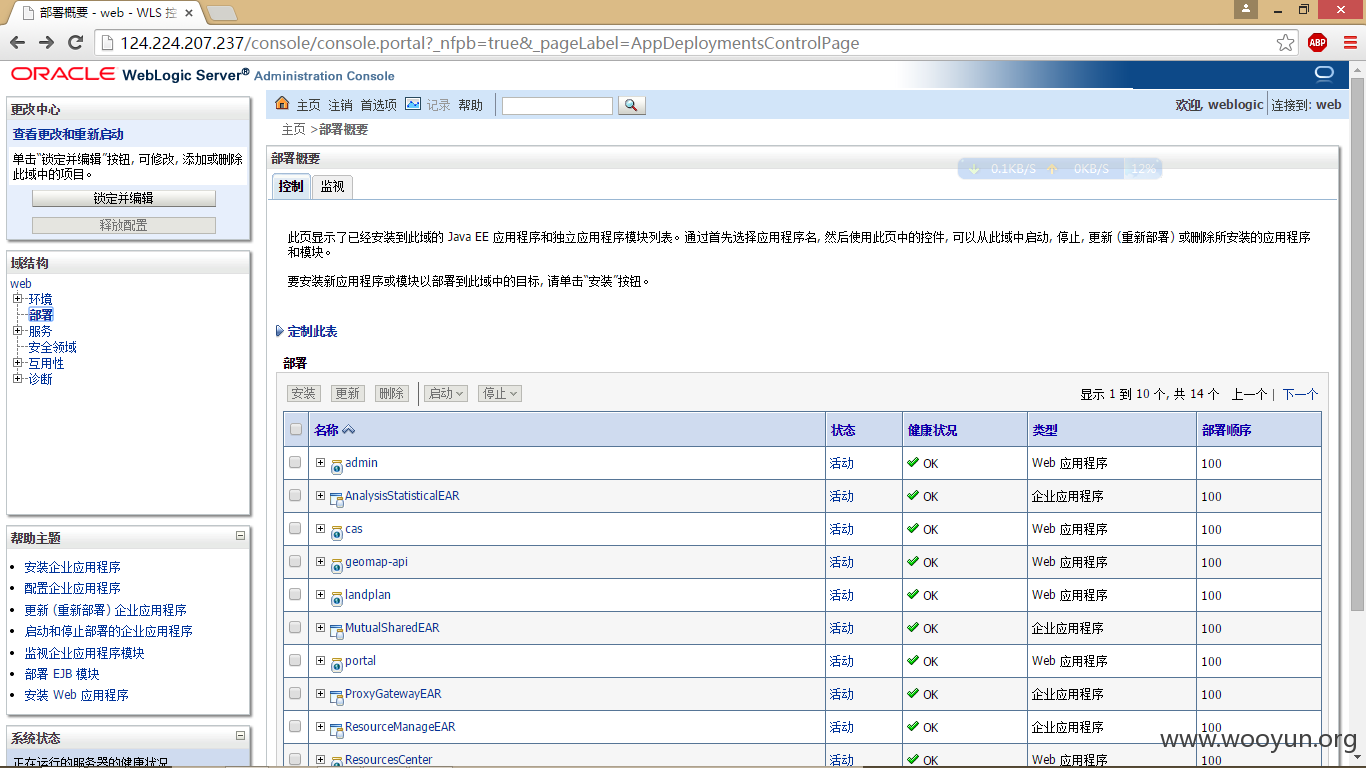 部署概要 - web - WLS 控
124.224.207.237/console/console.portal?_nfpb=true&_pageLabel=AppDeploymentsControlPage
ABP
ORACLE WebLogic Server® Administration Console
更改中心
查看更改和重新启动
单击“锁定并编辑”按钮, 可修改, 添加或删除
此域中的项目。
锁定并编辑
释放配置
域结构
web
环境
部署
服务
安全领域
互用性
诊断
帮助主题
安装企业应用程序
配置企业应用程序
更新 (重新部署) 企业应用程序
启动和停止部署的企业应用程序
监视企业应用程序模块
部署 EJB 模块
安装 Web 应用程序
系统状态
正在运行的服务器的健康状况
主页 注销 首选项 记录 帮助
欢迎, weblogic 连接到: web
主页 >部署概要
部署概要
0.1KB/S 0KB/S 12%
控制 监视
此页显示了已经安装到此域的 Java EE 应用程序和独立应用程序模块列表。通过首先选择应用程序名, 然后使用此页中的控件, 可以从此域中启动, 停止, 更新 (重新部署) 或删除所安装的应用程序
和模块。
要安装新应用程序或模块以部署到此域中的目标, 请单击“安装”按钮。
定制此表
部署
安装 更新 删除 启动 停止 显示 1 到 10 个, 共 14 个 上一个 | 下一个
名称 状态 健康状况 类型 部署顺序
admin 活动 OK Web 应用程序 100
AnalysisStatisticalEAR 活动 OK 企业应用程序 100
cas 活动 OK Web 应用程序 100
geomap-api 活动 OK Web 应用程序 100
landplan 活动 OK Web 应用程序 100
MutualSharedEAR 活动 OK 企业应用程序 100
portal 活动 OK Web 应用程序 100
ProxyGatewayEAR 活动 OK 企业应用程序 100
ResourceManageEAR 活动 OK 企业应用程序 100
ResourcesCenter 活动 OK Web 应用程序 100
www.wooyun.org